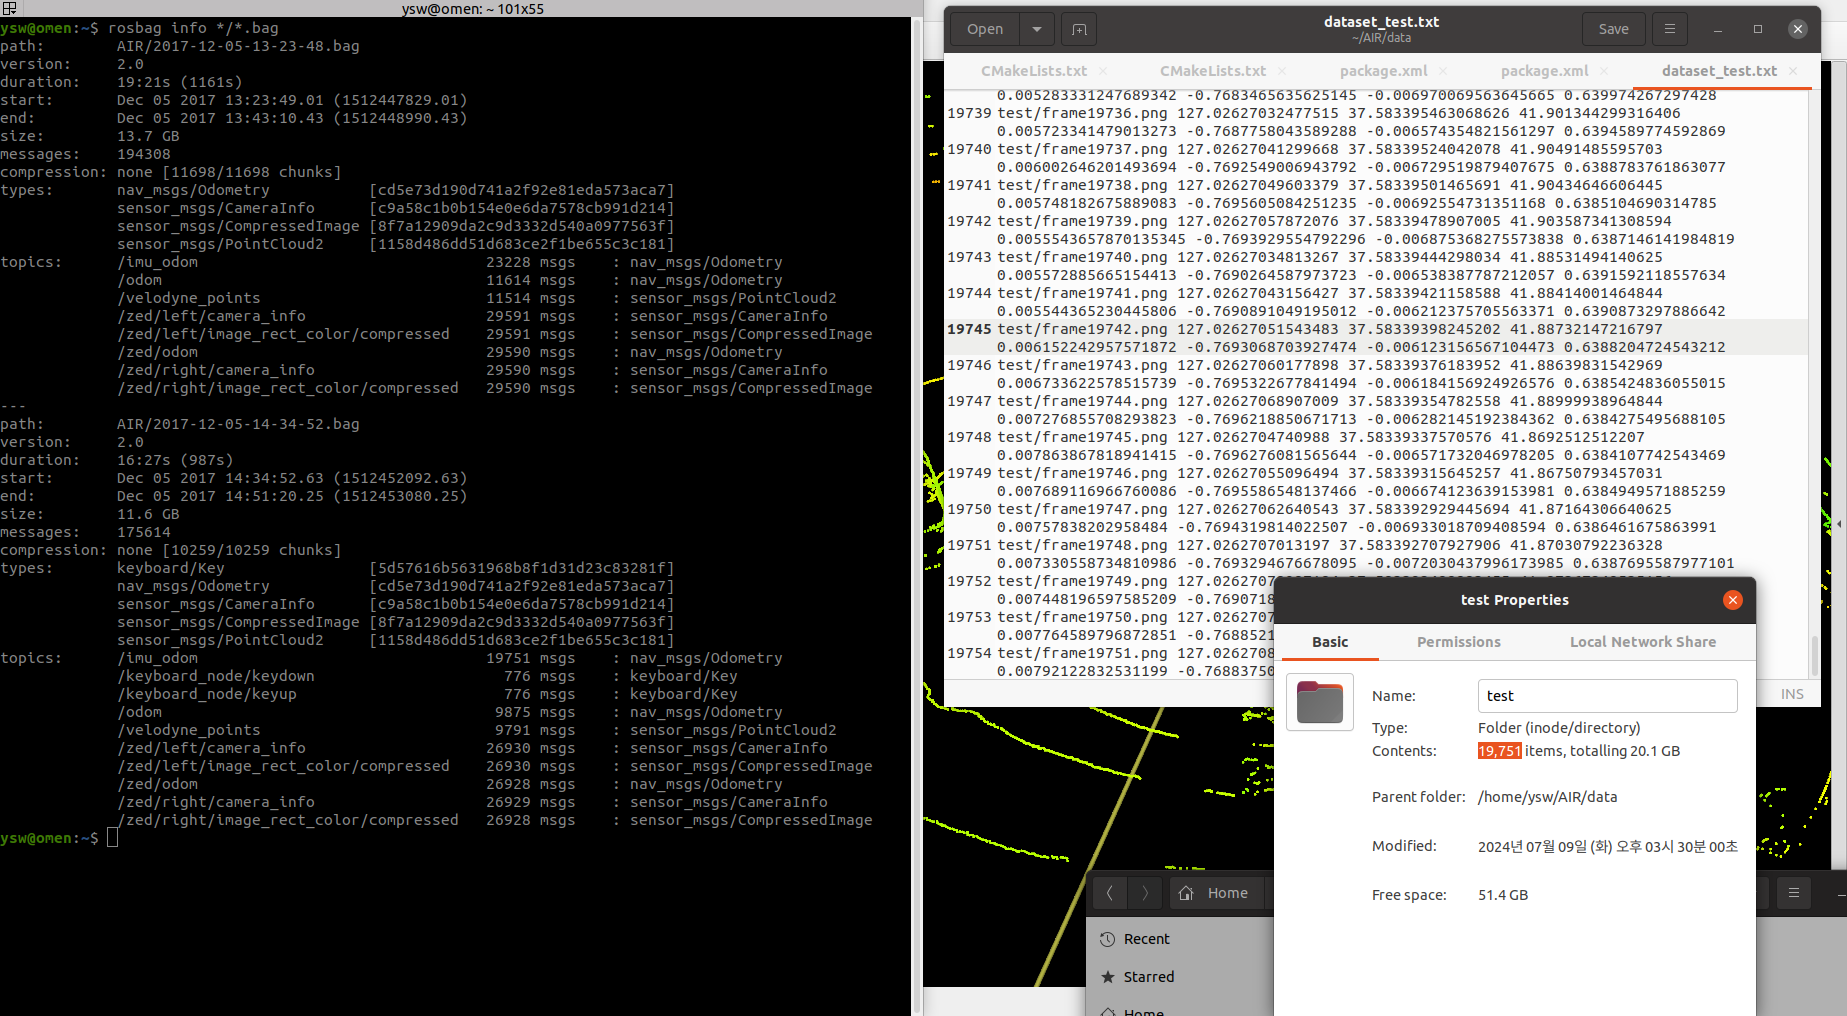 ysw@omen: ~ 101x55
ysw@omen:~$ rosbag info */*.bag
path:        AIR/2017-12-05-13-23-48.bag
version:     2.0
duration:    19:21s (1161s)
start:       Dec 05 2017 13:23:49.01 (1512447829.01)
end:         Dec 05 2017 13:43:10.43 (1512448990.43)
size:        13.7 GB
messages:    194308
compression: none [11698/11698 chunks]
types:       nav_msgs/Odometry           [cd5e73d190d741a2f92e81eda573aca7]
sensor_msgs/CameraInfo      [c9a58c1b0b154e0e6da7578cb991d214]
sensor_msgs/CompressedImage [8f7a12909da2c9d3332d540a0977563f]
sensor_msgs/PointCloud2     [1158d486dd51d683ce2f1be655c3c181]
topics:      /imu_odom                                23228 msgs    : nav_msgs/Odometry
/odom                                    11614 msgs    : nav_msgs/Odometry
/velodyne_points                         11514 msgs    : sensor_msgs/PointCloud2
/zed/left/camera_info                    29591 msgs    : sensor_msgs/CameraInfo
/zed/left/image_rect_color/compressed    29591 msgs    : sensor_msgs/CompressedImage
/zed/odom                                29590 msgs    : nav_msgs/Odometry
/zed/right/camera_info                   29590 msgs    : sensor_msgs/CameraInfo
/zed/right/image_rect_color/compressed   29590 msgs    : sensor_msgs/CompressedImage
---
path:        AIR/2017-12-05-14-34-52.bag
version:     2.0
duration:    16:27s (987s)
start:       Dec 05 2017 14:34:52.63 (1512452092.63)
end:         Dec 05 2017 14:51:20.25 (1512453080.25)
size:        11.6 GB
messages:    175614
compression: none [10259/10259 chunks]
types:       keyboard/Key                [5d57616b5631968b8f1d31d23c83281f]
nav_msgs/Odometry           [cd5e73d190d741a2f92e81eda573aca7]
sensor_msgs/CameraInfo      [c9a58c1b0b154e0e6da7578cb991d214]
sensor_msgs/CompressedImage [8f7a12909da2c9d3332d540a0977563f]
sensor_msgs/PointCloud2     [1158d486dd51d683ce2f1be655c3c181]
topics:      /imu_odom                                19751 msgs    : nav_msgs/Odometry
/keyboard_node/keydown                     776 msgs    : keyboard/Key
/keyboard_node/keyup                       776 msgs    : keyboard/Key
/odom                                     9875 msgs    : nav_msgs/Odometry
/velodyne_points                          9791 msgs    : sensor_msgs/PointCloud2
/zed/left/camera_info                    26930 msgs    : sensor_msgs/CameraInfo
/zed/left/image_rect_color/compressed    26930 msgs    : sensor_msgs/CompressedImage
/zed/odom                                26928 msgs    : nav_msgs/Odometry
/zed/right/camera_info                   26929 msgs    : sensor_msgs/CameraInfo
/zed/right/image_rect_color/compressed   26928 msgs    : sensor_msgs/CompressedImage
ysw@omen:~$
Open
dataset_test.txt
~/AIR/data
Save
CMakeLists.txt CMakeLists.txt package.xml package.xml dataset_test.txt
0.005283331247689342 -0.7683465635625145 -0.006970069563645665 0.639974267297428
19739 test/frame19736.png 127.02627032477515 37.583395463068626 41.901344299316406
0.005723341479013273 -0.7687758043589288 -0.006574354821561297 0.6394589774592869
19740 test/frame19737.png 127.02627041299668 37.58339524042078 41.90491485595703
0.006002646201493694 -0.7692549006943792 -0.006729519879407675 0.6388783761863077
19741 test/frame19738.png 127.02627049603379 37.58339501465691 41.90434646606445
0.005748182675889083 -0.7695605084251235 -0.00692554731351168 0.6385104690314785
19742 test/frame19739.png 127.02627057872076 37.58339478907005 41.903587341308594
0.0055543657870135345 -0.7693929554792296 -0.006875368275573838 0.6387146141984819
19743 test/frame19740.png 127.02627034813267 37.58339444298034 41.88531494140625
0.005572885665154413 -0.7690264587973723 -0.006538387787212057 0.6391592118557634
19744 test/frame19741.png 127.02627043156427 37.58339421158588 41.88414001464844
0.005544365230445806 -0.7690891049195012 -0.006212375705563371 0.6390873297886642
19745 test/frame19742.png 127.02627051543483 37.58339398245202 41.88732147216797
0.006152242957571872 -0.7693068703927474 -0.006123156567104473 0.6388204724543212
19746 test/frame19743.png 127.02627060177898 37.58339376183952 41.88639831542969
0.006733622578515739 -0.7695322677841494 -0.006184156924926576 0.6385424836055015
19747 test/frame19744.png 127.02627068907009 37.58339354782558 41.88999938964844
0.007276855708293823 -0.7696218850671713 -0.006282145192384362 0.6384275495688105
19748 test/frame19745.png 127.0262704740988 37.58339337570576 41.8692512512207
0.007863867818941415 -0.7696276081565644 -0.006571732046978205 0.6384107742543469
19749 test/frame19746.png 127.02627055096494 37.58339315645257 41.86750793457031
0.007689116966760086 -0.7695586548137466 -0.006674123639153981 0.6384949571885259
19750 test/frame19747.png 127.02627062640543 37.583392929445694 41.87164306640625
0.00757838202958484 -0.7694319814022507 -0.006933018709408594 0.6386461675863991
19751 test/frame19748.png 127.0262707013197 37.583392707927906 41.87030792236328
0.007330558734810986 -0.7693294676678095 -0.0072030437996173985 0.6387695587977101
19752 test/frame19749.png
0.007448196597585209 -0.7690718
19753 test/frame19750.png 127.0262707
0.007764589796872851 -0.7688521
19754 test/frame19751.png 127.0262708
0.00792122832531199 -0.7688375
INS
test Properties
Basic
Permissions
Local Network Share
Name: test
Type: Folder (inode/directory)
Contents: 19,751 items, totalling 20.1 GB
Parent folder: /home/ysw/AIR/data
Modified: 2024년 07월 09일 (화) 오후 03시 30분 00초
Free space: 51.4 GB
Home
Recent
Starred
Home